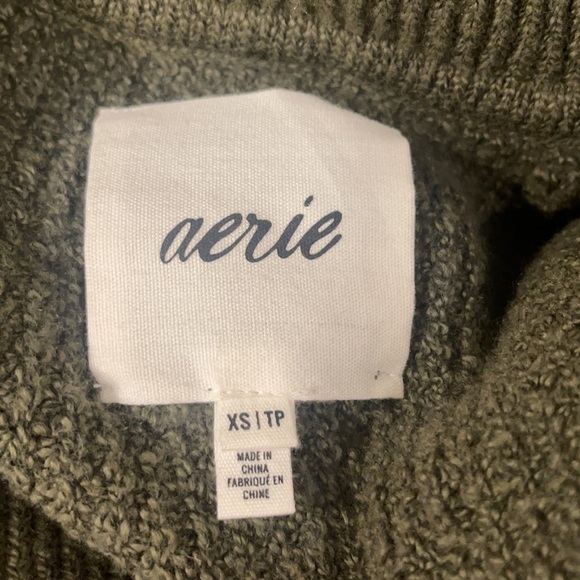 aerie
XS | TP
MADE IN
CHINA
FABRIQUÉ EN
CHINE